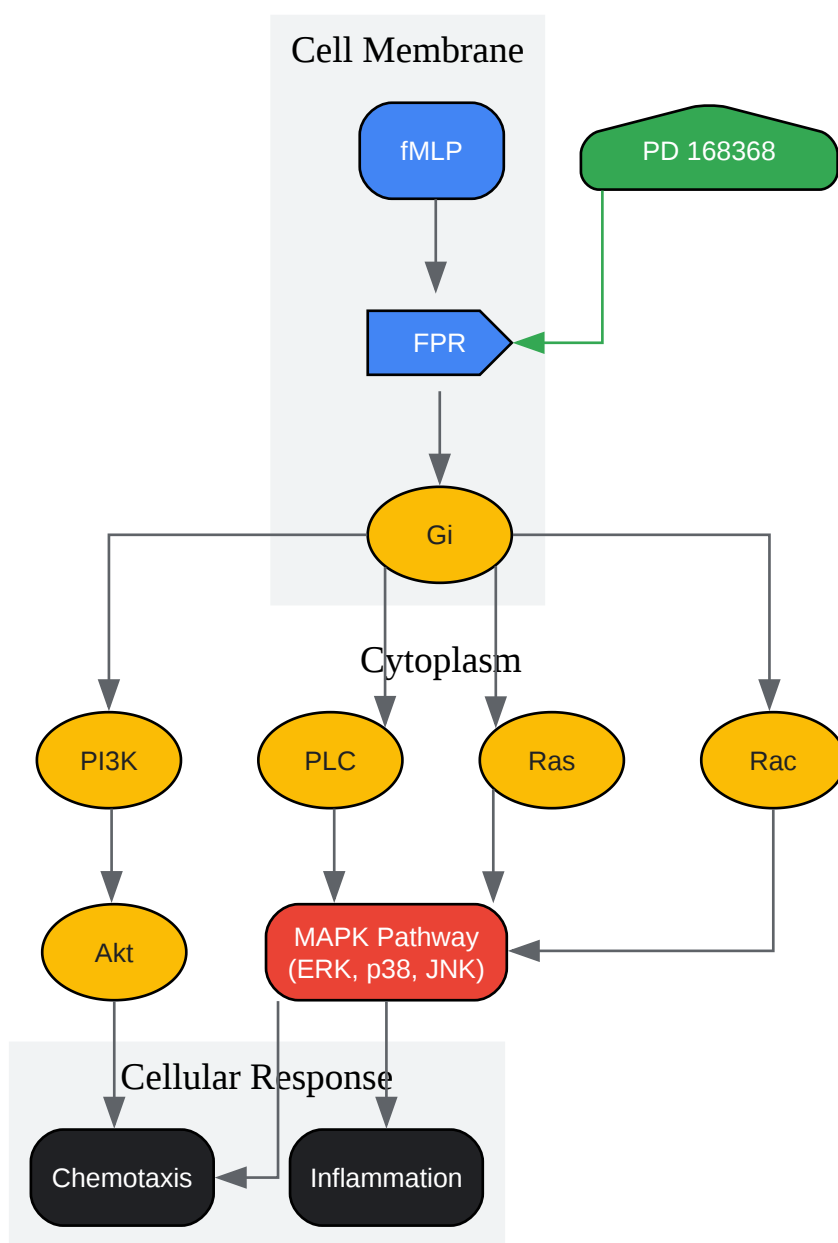 Cell Membrane
fMLP
PD 168368
FPR
Gi
Cytoplasm
PI3K
PLC
Ras
Rac
Akt
MAPK Pathway
(ERK, p38, JNK)
Cellular Response
Chemotaxis
Inflammation